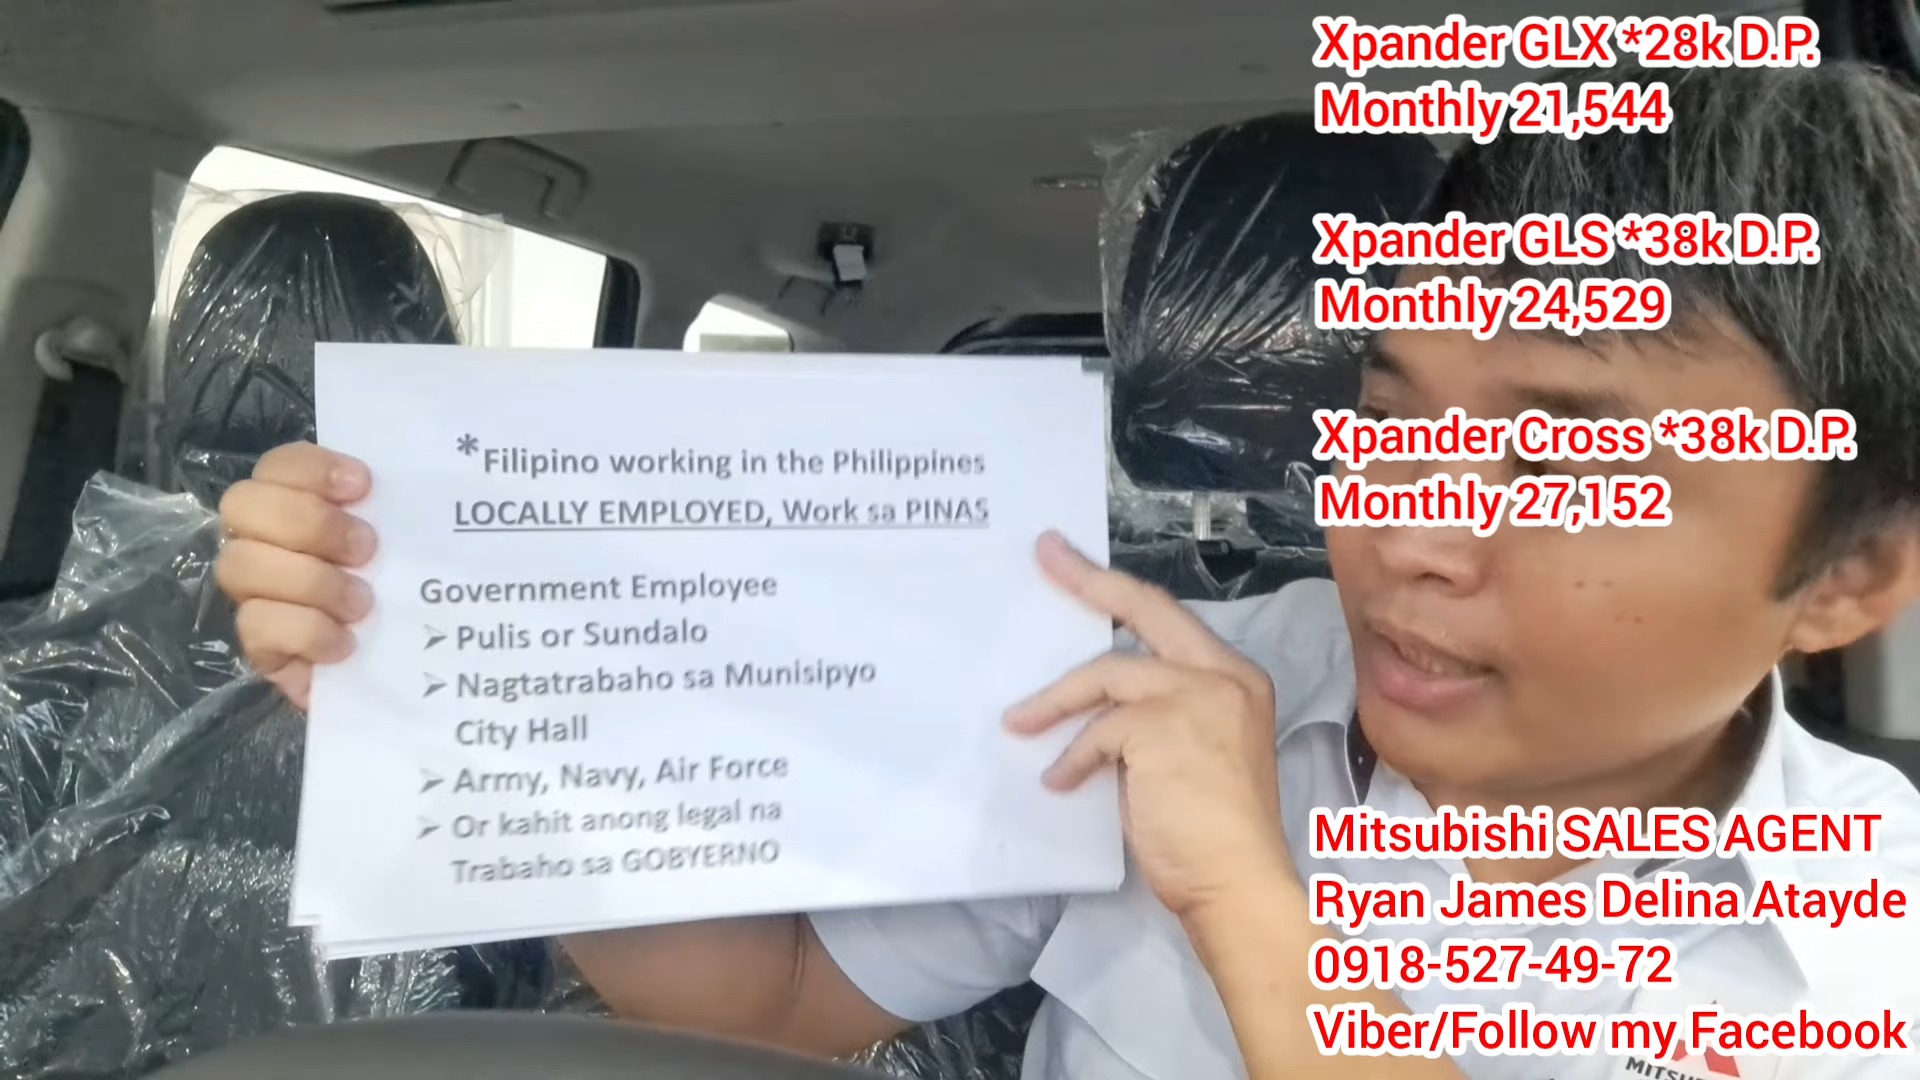 *Filipino working in the Philippines
LOCALLY EMPLOYED, Work sa PINAS
Government Employee
➢ Pulis or Sundalo
➢ Nagtatrabaho sa Munisipyo
City Hall
➢ Army, Navy, Air Force
➢ Or kahit anong legal na
Trabaho sa GOBYERNO
Xpander GLX *28k D.P.
Monthly 21,544
Xpander GLS *38k D.P.
Monthly 24,529
Xpander Cross *38k D.P.
Monthly 27,152
Mitsubishi SALES AGENT
Ryan James Delina Atayde
0918-527-49-72
Viber/Follow my Facebook